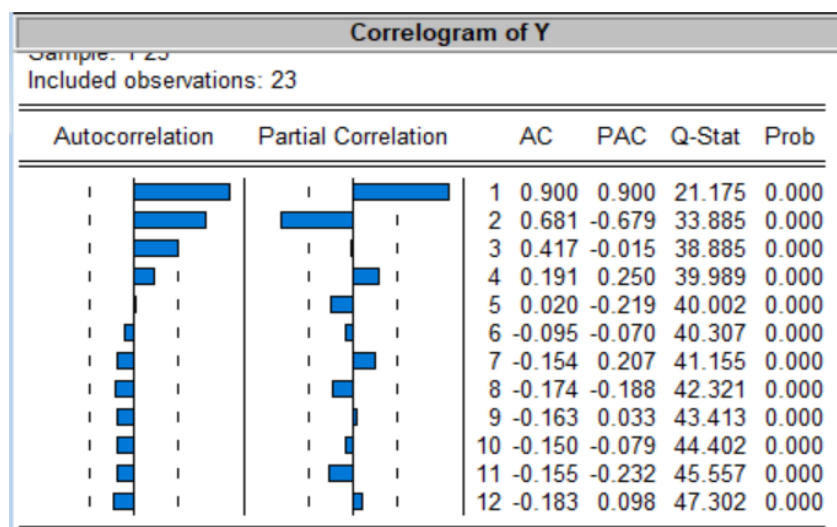 Correlogram of Y
Included observations: 23
Autocorrelation Partial Correlation AC PAC Q-Stat Prob
1 0.900 0.900 21.175 0.000
2 0.681 -0.679 33.885 0.000
3 0.417 -0.015 38.885 0.000
4 0.191 0.250 39.989 0.000
5 0.020 -0.219 40.002 0.000
6 -0.095 -0.070 40.307 0.000
7 -0.154 0.207 41.155 0.000
8 -0.174 -0.188 42.321 0.000
9 -0.163 0.033 43.413 0.000
10 -0.150 -0.079 44.402 0.000
11 -0.155 -0.232 45.557 0.000
12 -0.183 0.098 47.302 0.000